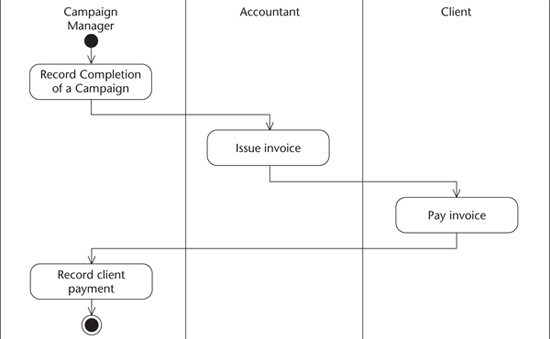 Campaign
Manager
Accountant
Client
Record Completion
of a Campaign
Issue invoice
Pay invoice
Record client
payment